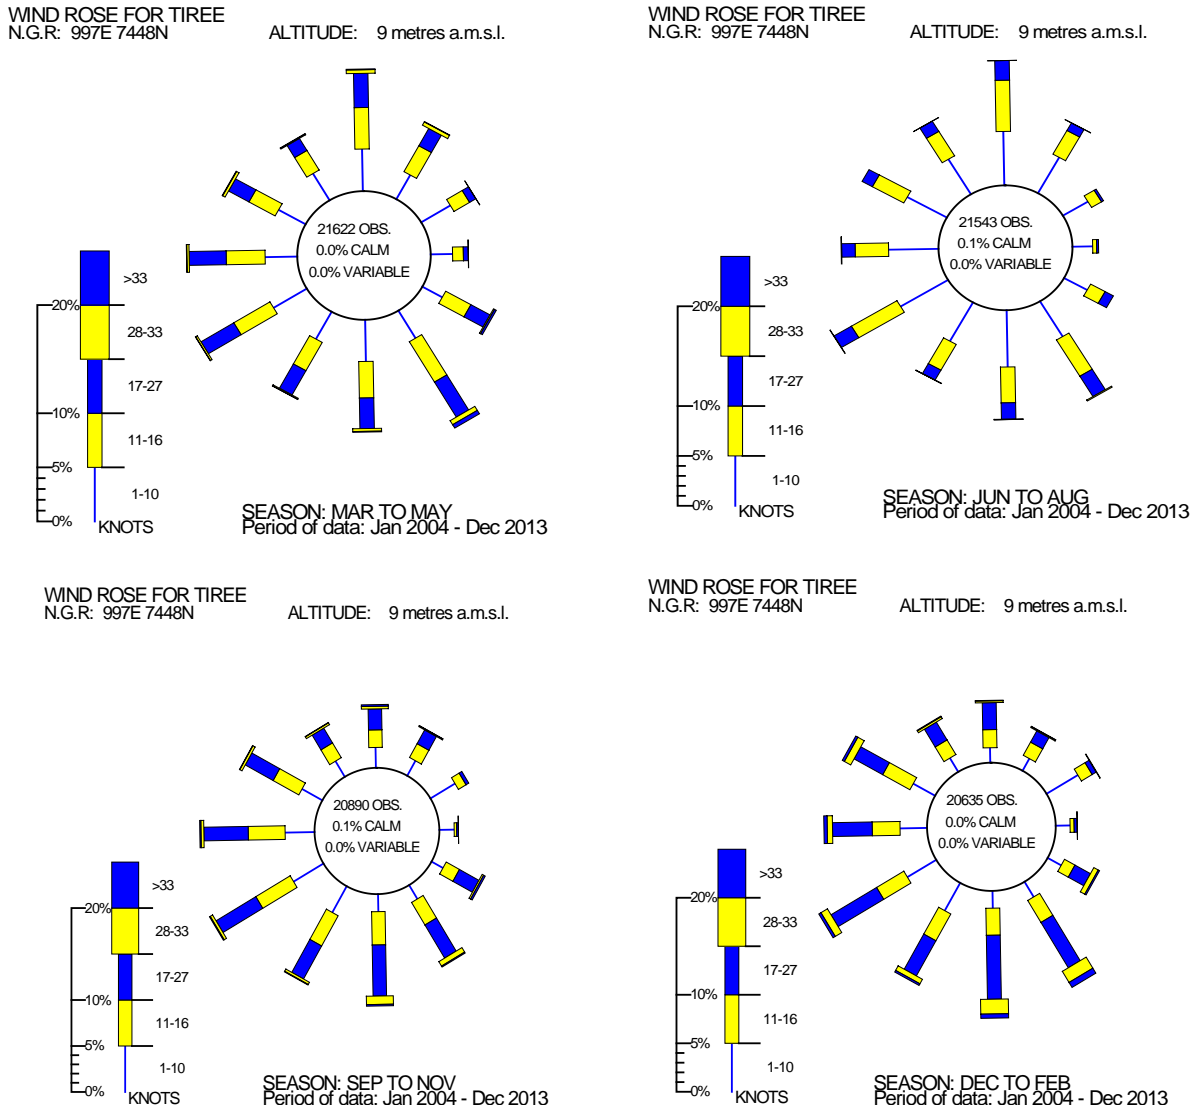 WIND ROSE FOR TIREE
N.G.R: 997E 7448N ALTITUDE: 9 metres a.m.s.l.
21622 OBS.
0.0% CALM
0.0% VARIABLE
>33
20%
28-33
17-27
10%
11-16
5%
1-10
0%
KNOTS
SEASON: MAR TO MAY
Period of data: Jan 2004 - Dec 2013
WIND ROSE FOR TIREE
N.G.R: 997E 7448N ALTITUDE: 9 metres a.m.s.l.
21543 OBS.
0.1% CALM
0.0% VARIABLE
>33
20%
28-33
17-27
10%
11-16
5%
1-10
0%
KNOTS
SEASON: JUN TO AUG
Period of data: Jan 2004 - Dec 2013
WIND ROSE FOR TIREE
N.G.R: 997E 7448N ALTITUDE: 9 metres a.m.s.l.
20890 OBS.
0.1% CALM
0.0% VARIABLE
>33
20%
28-33
17-27
10%
11-16
5%
1-10
0%
KNOTS
SEASON: SEP TO NOV
Period of data: Jan 2004 - Dec 2013
WIND ROSE FOR TIREE
N.G.R: 997E 7448N ALTITUDE: 9 metres a.m.s.l.
20635 OBS.
0.0% CALM
0.0% VARIABLE
>33
20%
28-33
17-27
10%
11-16
5%
1-10
0%
KNOTS
SEASON: DEC TO FEB
Period of data: Jan 2004 - Dec 2013